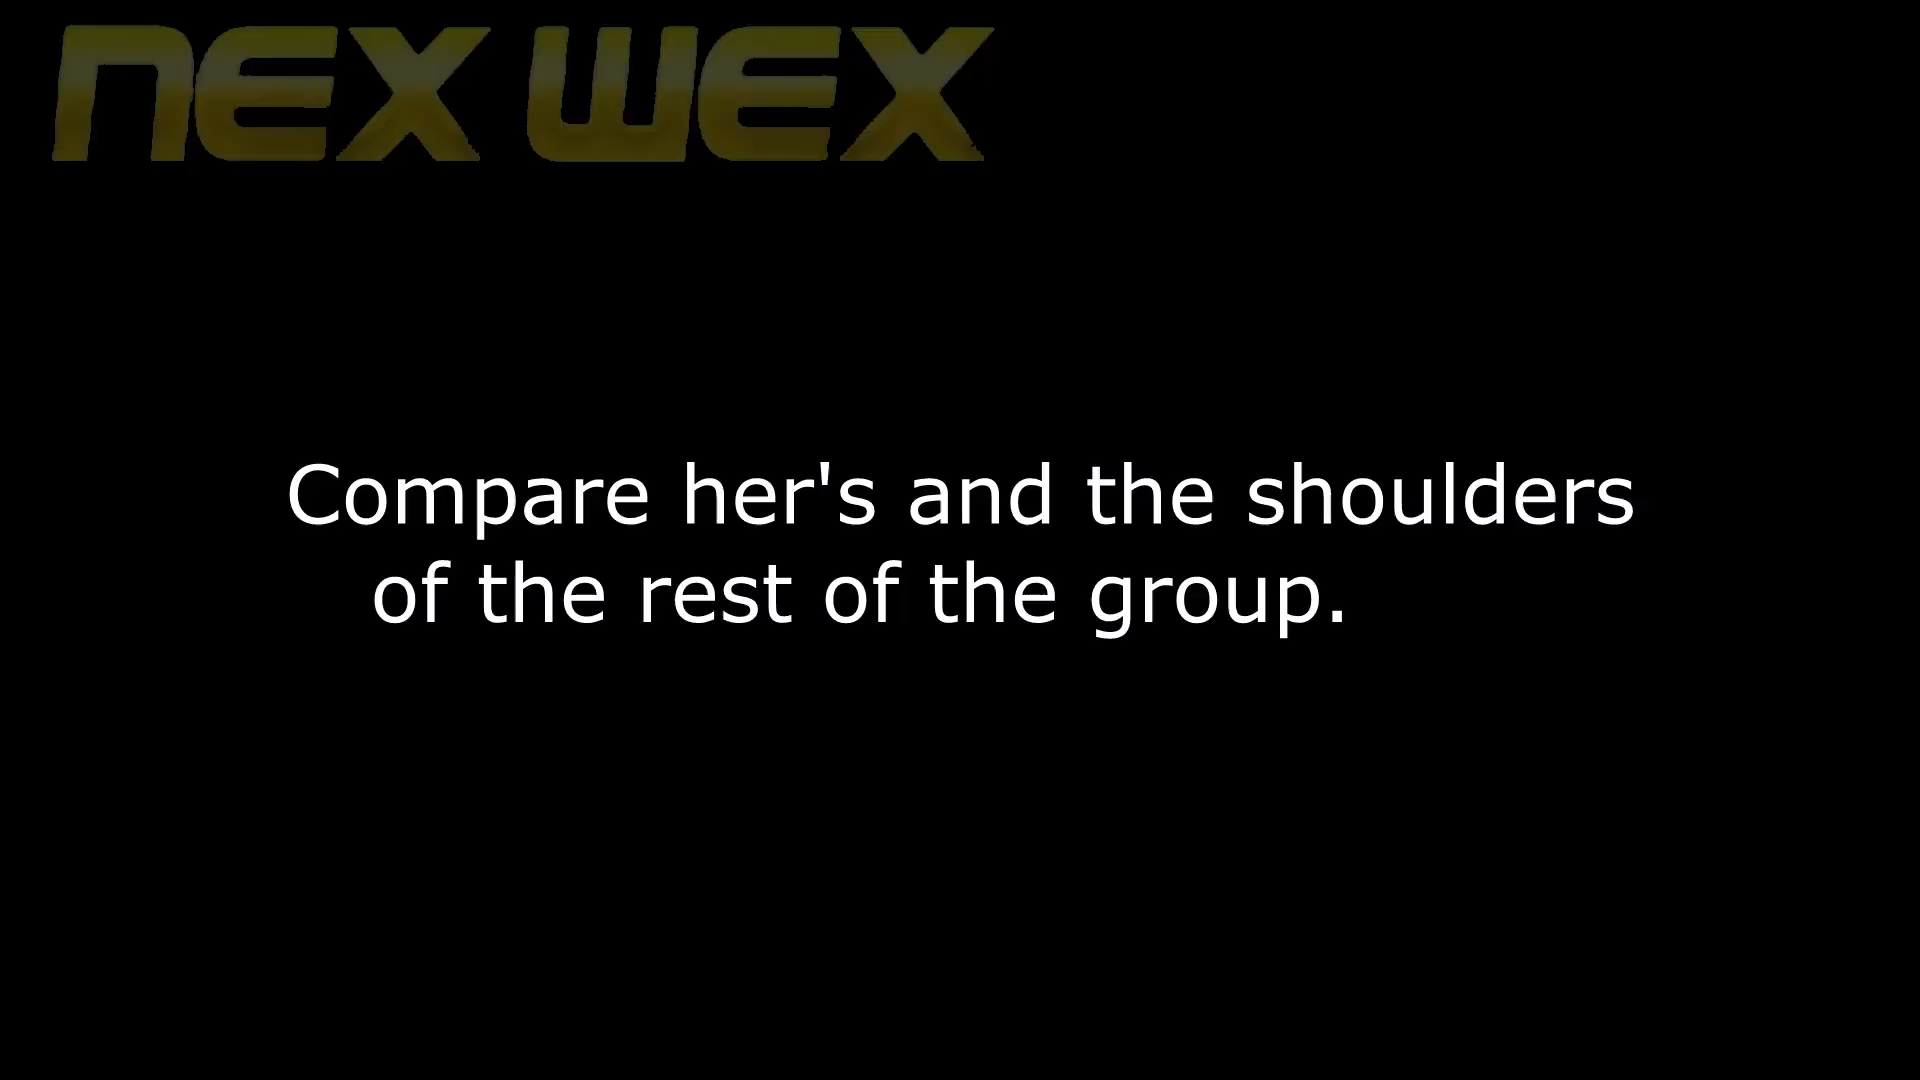 NEX WEX
Compare her's and the shoulders
of the rest of the group.